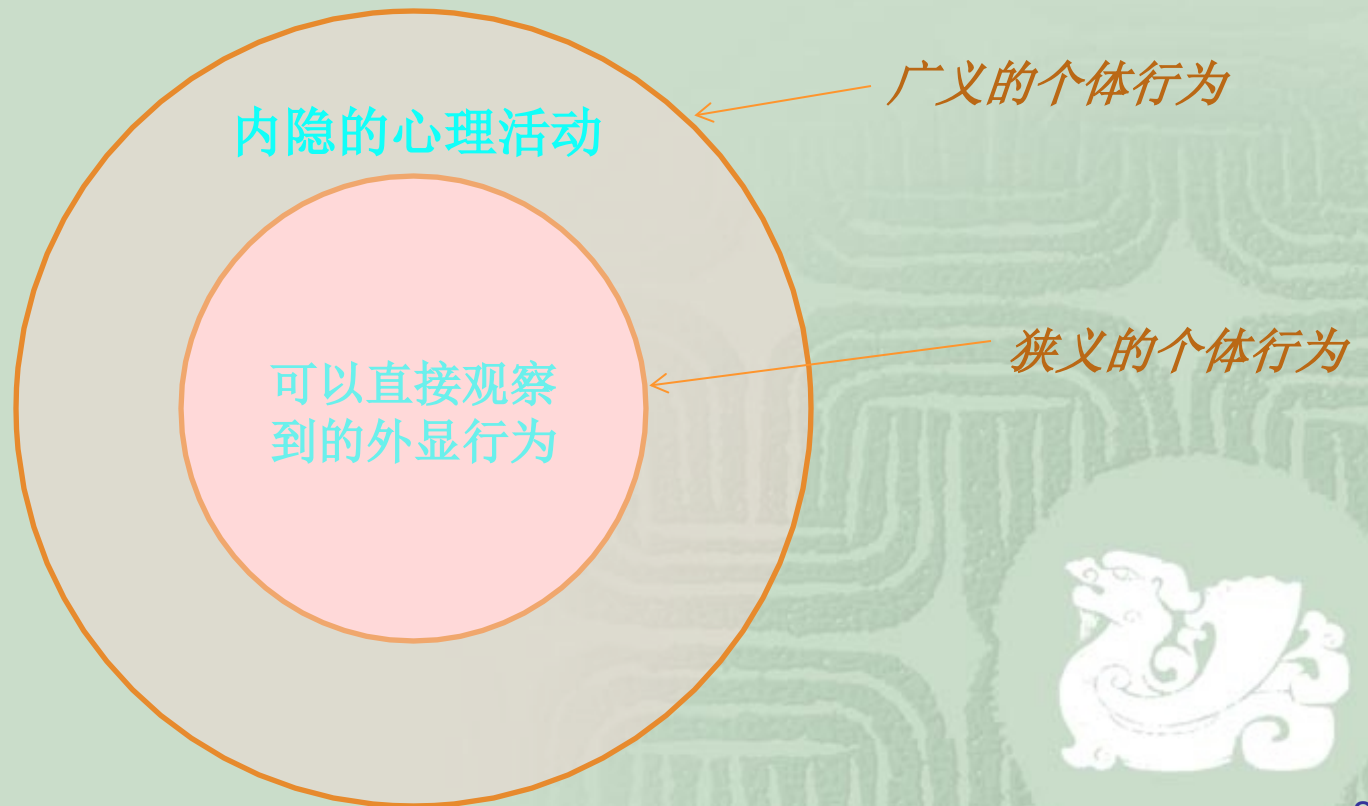 广义的个体行为
内隐的心理活动
狭义的个体行为
可以直接观察
到的外显行为